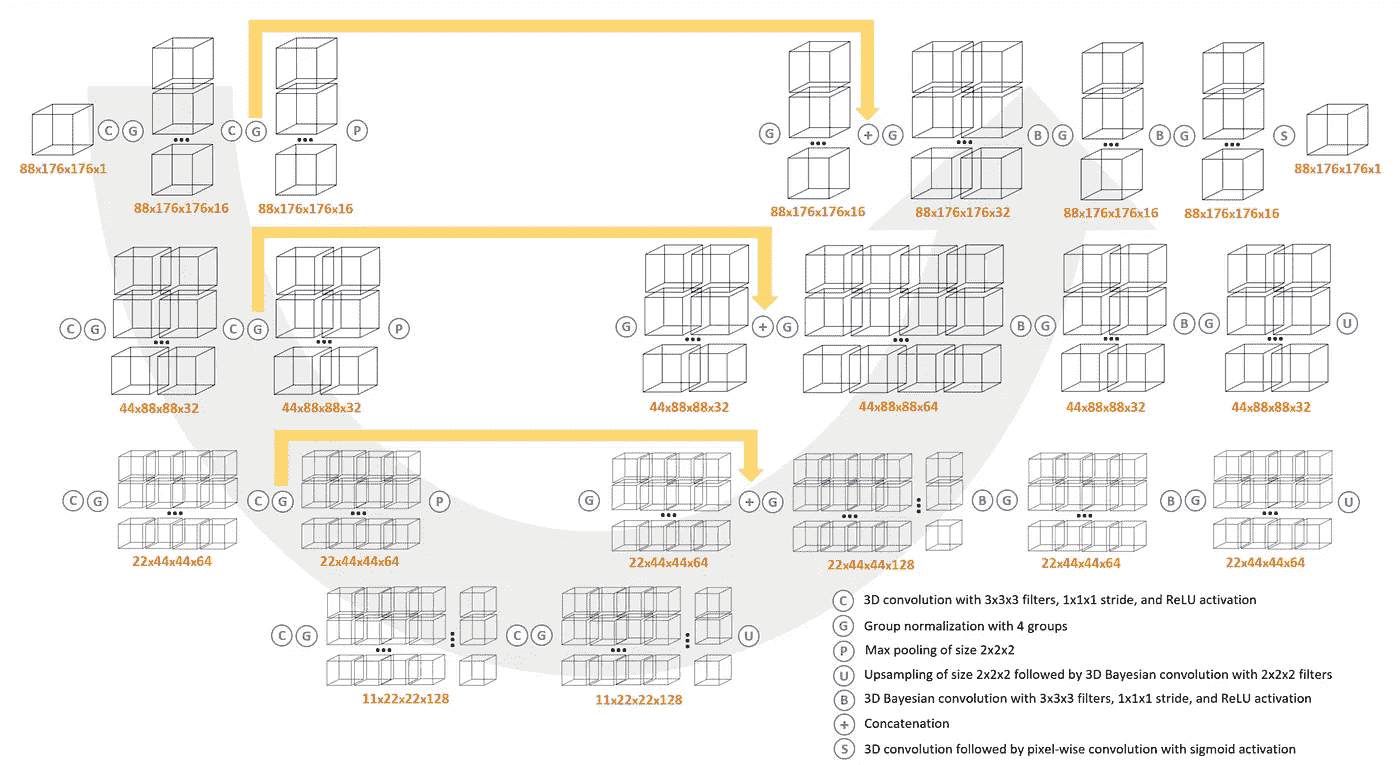 C G C G P G + G B G B G S
88x176x176x1 88x176x176x16 88x176x176x16 88x176x176x16 88x176x176x32 88x176x176x16 88x176x176x16 88x176x176x1
C G C G P G + G B G B G U
44x88x88x32 44x88x88x32 44x88x88x32 44x88x88x64 44x88x88x32 44x88x88x32
C G C G P G + G B G B G U
22x44x44x64 22x44x44x64 22x44x44x64 22x44x44x128 22x44x44x64 22x44x44x64
C G C G U
11x22x22x128 11x22x22x128
C 3D convolution with 3x3x3 filters, 1x1x1 stride, and ReLU activation
G Group normalization with 4 groups
P Max pooling of size 2x2x2
U Upsampling of size 2x2x2 followed by 3D Bayesian convolution with 2x2x2 filters
B 3D Bayesian convolution with 3x3x3 filters, 1x1x1 stride, and ReLU activation
+ Concatenation
S 3D convolution followed by pixel-wise convolution with sigmoid activation